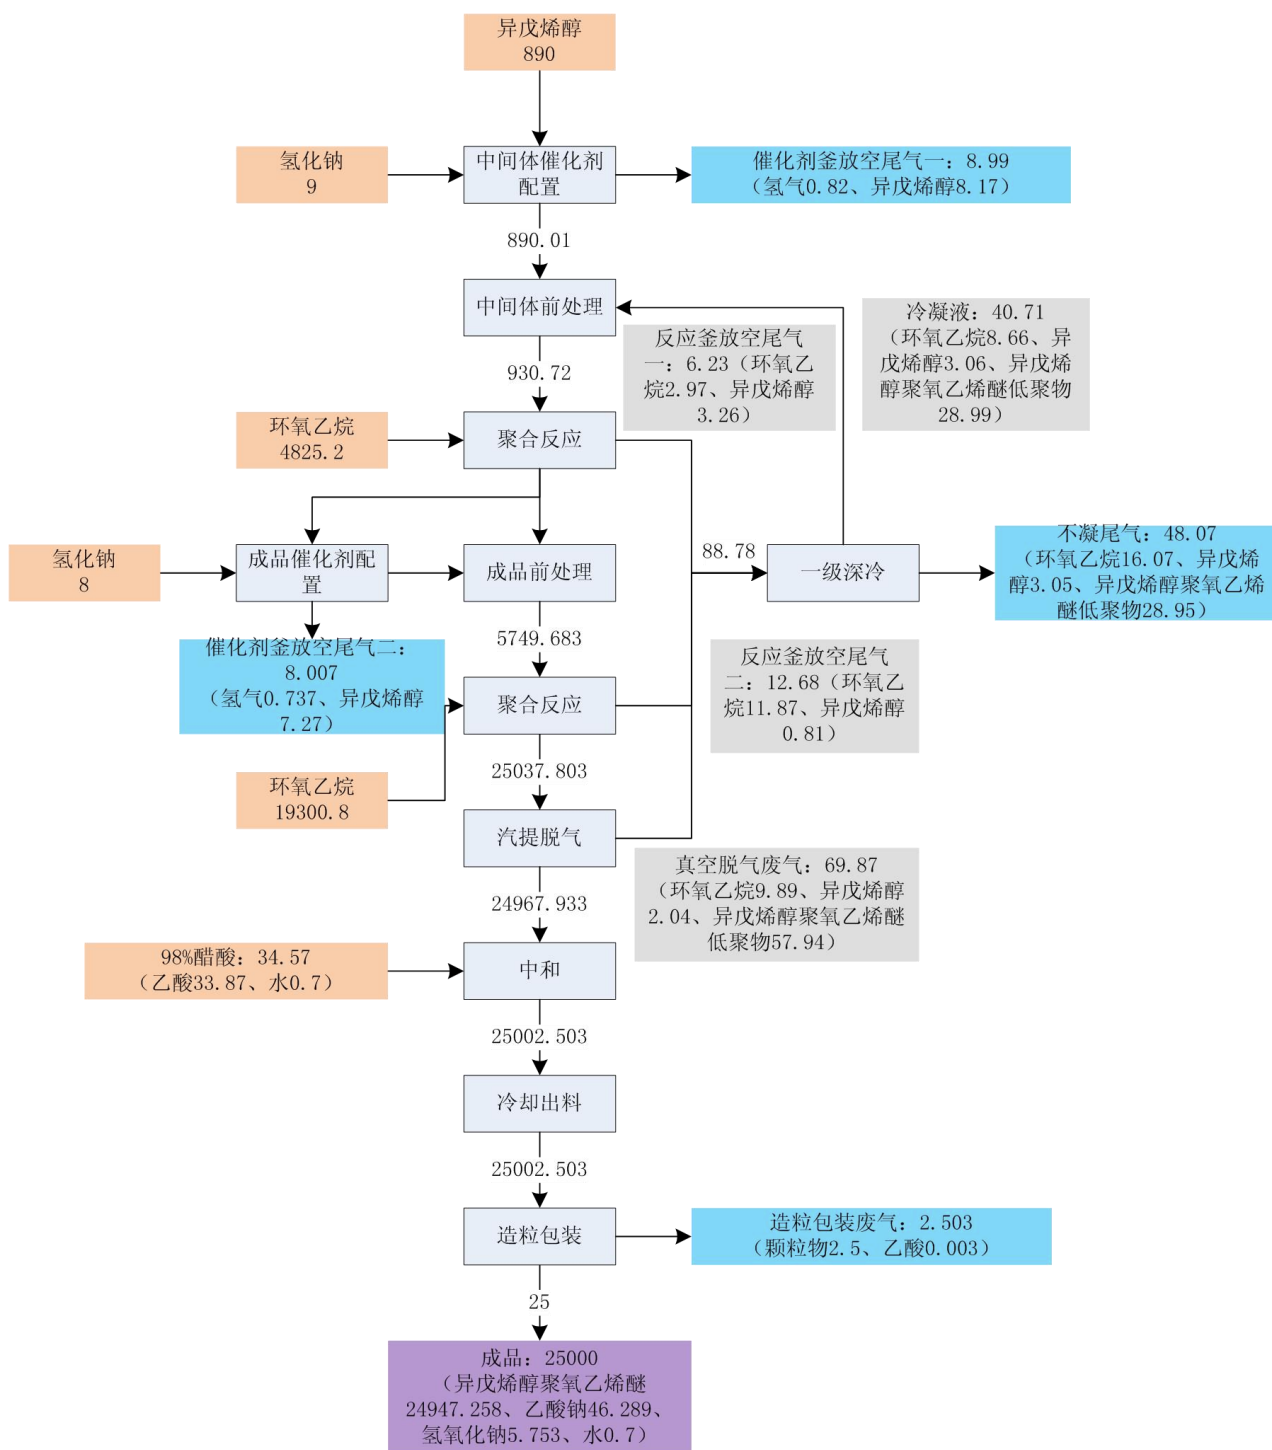 异戊烯醇
890
氢化钠
9
中间体催化剂
配置
催化剂釜放空尾气一：8.99
（氢气0.82、异戊烯醇8.17）
890.01
中间体前处理
冷凝液：40.71
（环氧乙烷8.66、异
戊烯醇3.06、异戊烯
醇聚氧乙烯醚低聚物
28.99）
反应釜放空尾气
一：6.23（环氧乙
烷2.97、异戊烯醇
3.26）
930.72
环氧乙烷
4825.2
聚合反应
氢化钠
8
成品催化剂配
置
成品前处理
88.78
一级深冷
不凝尾气：48.07
（环氧乙烷16.07、异戊烯
醇3.05、异戊烯醇聚氧乙烯
醚低聚物28.95）
催化剂釜放空尾气二：
8.007
（氢气0.737、异戊烯醇
7.27）
5749.683
反应釜放空尾气
二：12.68（环氧乙
烷11.87、异戊烯醇
0.81）
聚合反应
25037.803
环氧乙烷
19300.8
汽提脱气
真空脱气废气：69.87
（环氧乙烷9.89、异戊烯醇
2.04、异戊烯醇聚氧乙烯醚
低聚物57.94）
24967.933
98%醋酸：34.57
（乙酸33.87、水0.7）
中和
25002.503
冷却出料
25002.503
造粒包装
造粒包装废气：2.503
（颗粒物2.5、乙酸0.003）
25
成品：25000
（异戊烯醇聚氧乙烯醚
24947.258、乙酸钠46.289、
氢氧化钠5.753、水0.7）